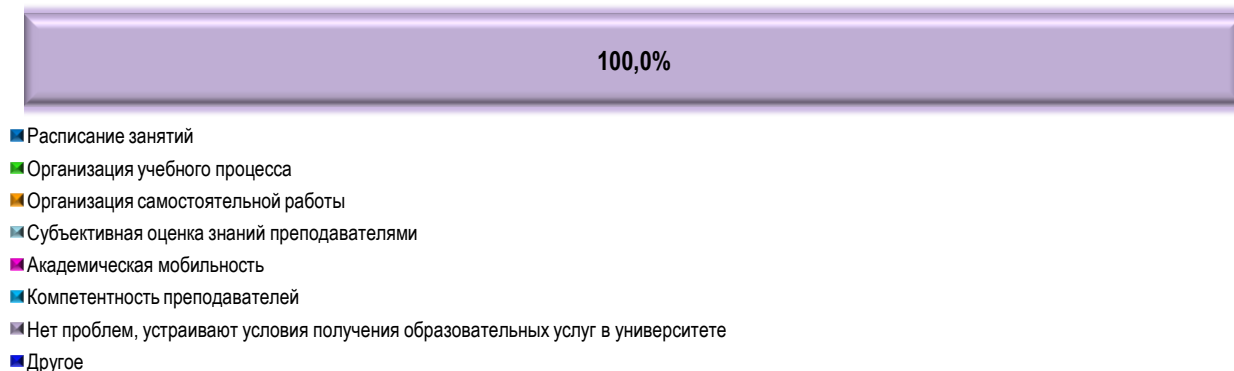 100,0%
Расписание занятий
Организация учебного процесса
Организация самостоятельной работы
Субъективная оценка знаний преподавателями
Академическая мобильность
Компетентность преподавателей
Нет проблем, устраивают условия получения образовательных услуг в университете
Другое